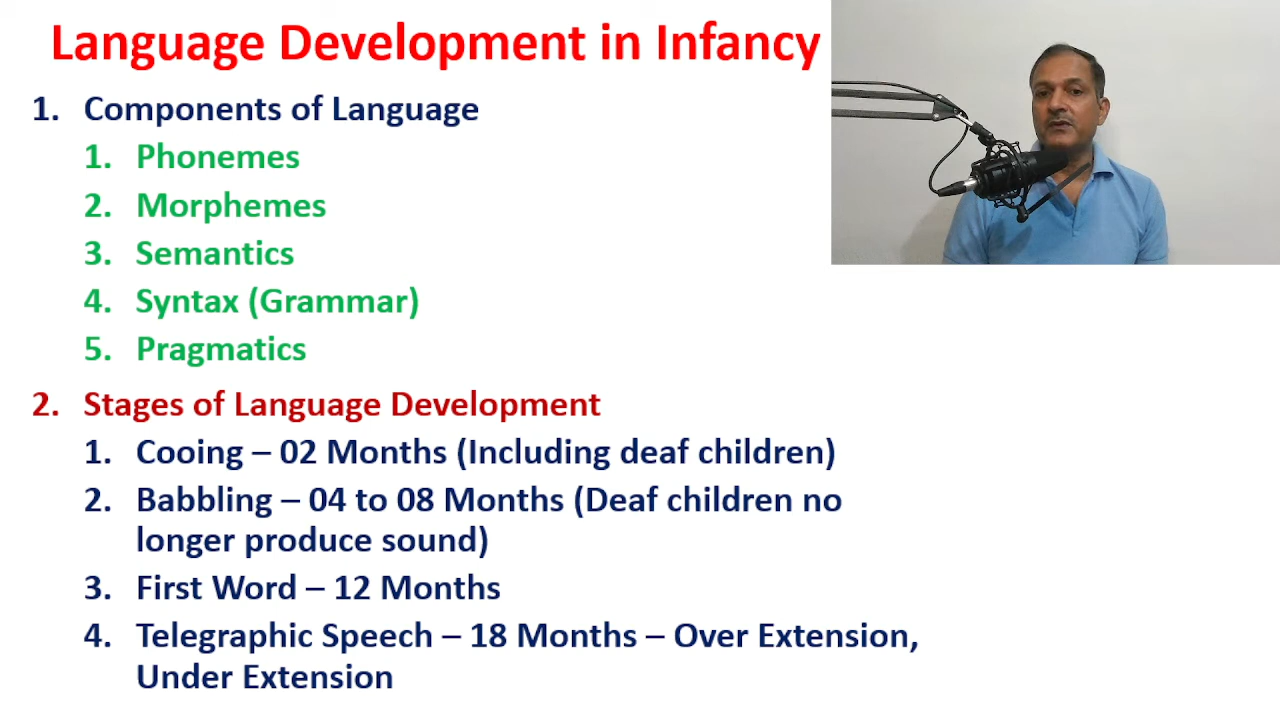 Language Development in Infancy
1. Components of Language
1. Phonemes
2. Morphemes
3. Semantics
4. Syntax (Grammar)
5. Pragmatics
2. Stages of Language Development
1. Cooing – 02 Months (Including deaf children)
2. Babbling – 04 to 08 Months (Deaf children no
longer produce sound)
3. First Word – 12 Months
4. Telegraphic Speech – 18 Months – Over Extension,
Under Extension